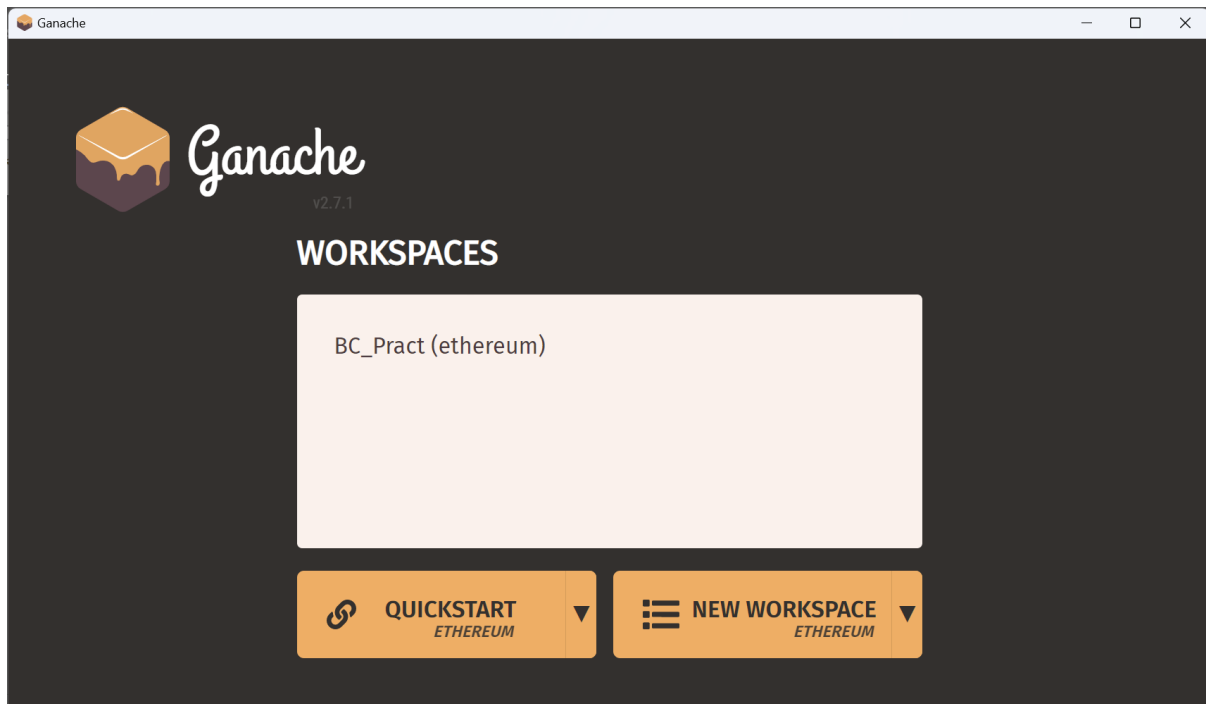 Ganache
Ganache
v2.7.1
WORKSPACES
BC_Pract (ethereum)
QUICKSTART
ETHEREUM
NEW WORKSPACE
ETHEREUM